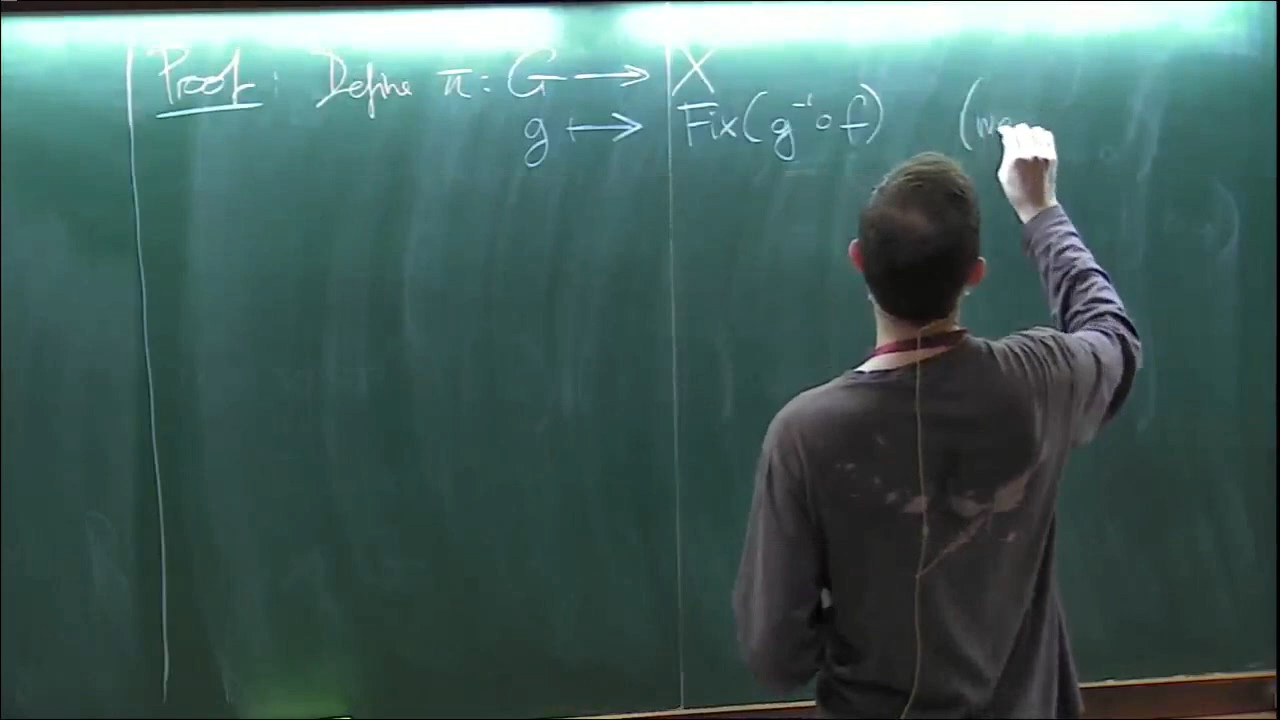 Proof: Define π: G → X
g ↦ Fix(g⁻¹∘f) (